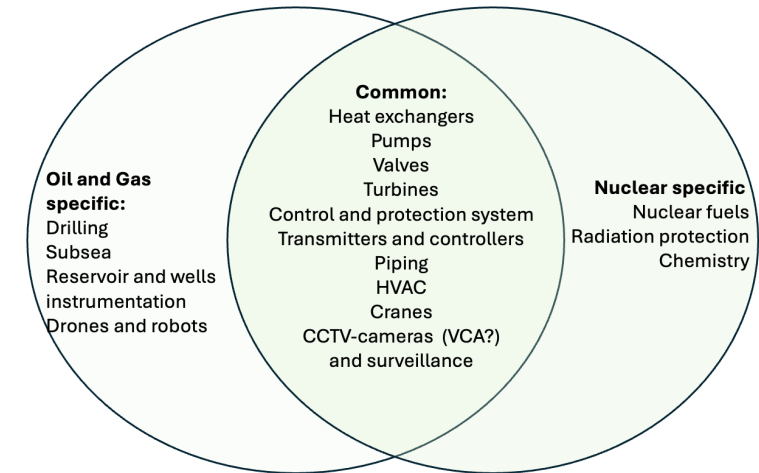 Oil and Gas
specific:
Drilling
Subsea
Reservoir and wells
instrumentation
Drones and robots
Common:
Heat exchangers
Pumps
Valves
Turbines
Control and protection system
Transmitters and controllers
Piping
HVAC
Cranes
CCTV-cameras (VCA?)
and surveillance
Nuclear specific
Nuclear fuels
Radiation protection
Chemistry